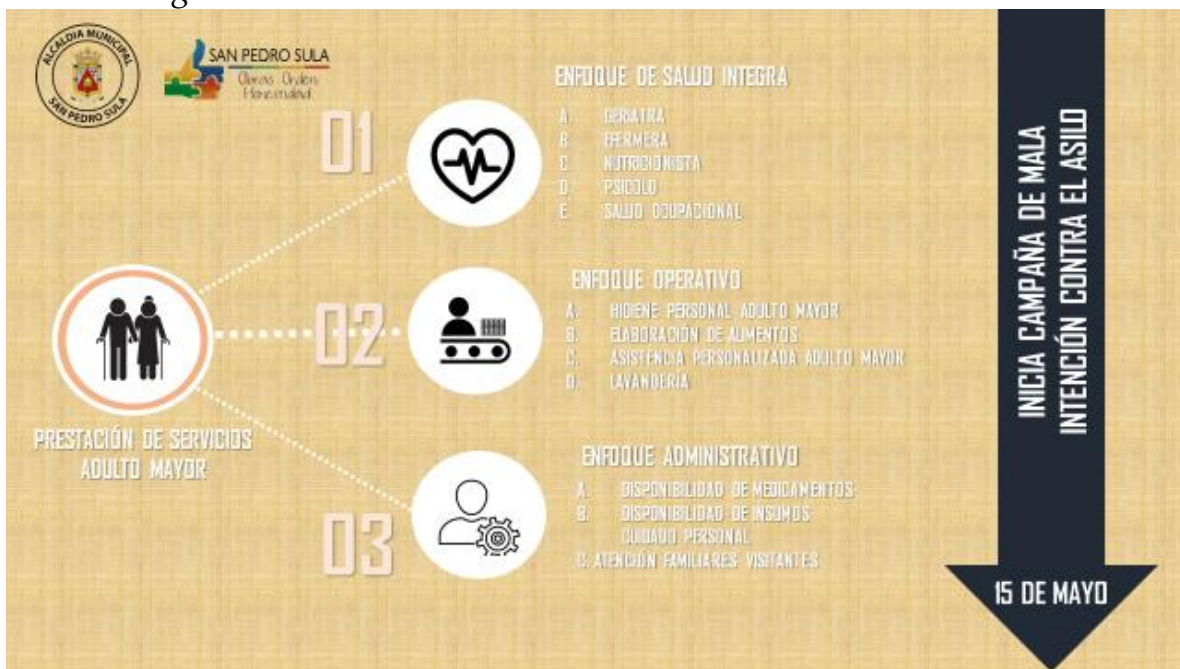 ALCALDIA MUNICIPAL
SAN PEDRO SULA
SAN PEDRO SULA
Obras Orden
Honestidad
01
ENFOQUE DE SALUD INTEGRA
A. GERIATRA
B. EFERMERA
C. NUTRICIONISTA
D. PSICOLO
E. SALUD OCUPACIONAL
02
ENFOQUE OPERATIVO
A. HIGIENE PERSONAL ADULTO MAYOR
B. ELABORACIÓN DE ALIMENTOS
C. ASISTENCIA PERSONALIZADA ADULTO MAYOR
D. LAVANDERÍA
PRESTACIÓN DE SERVICIOS
ADULTO MAYOR
03
ENFOQUE ADMINISTRATIVO
A. DISPONIBILIDAD DE MEDICAMENTOS
B. DISPONIBILIDAD DE INSUMOS
CUIDADO PERSONAL
C. ATENCIÓN FAMILIARES VISITANTES
INICIA CAMPAÑA DE MALA
INTENCIÓN CONTRA EL ASILO
15 DE MAYO